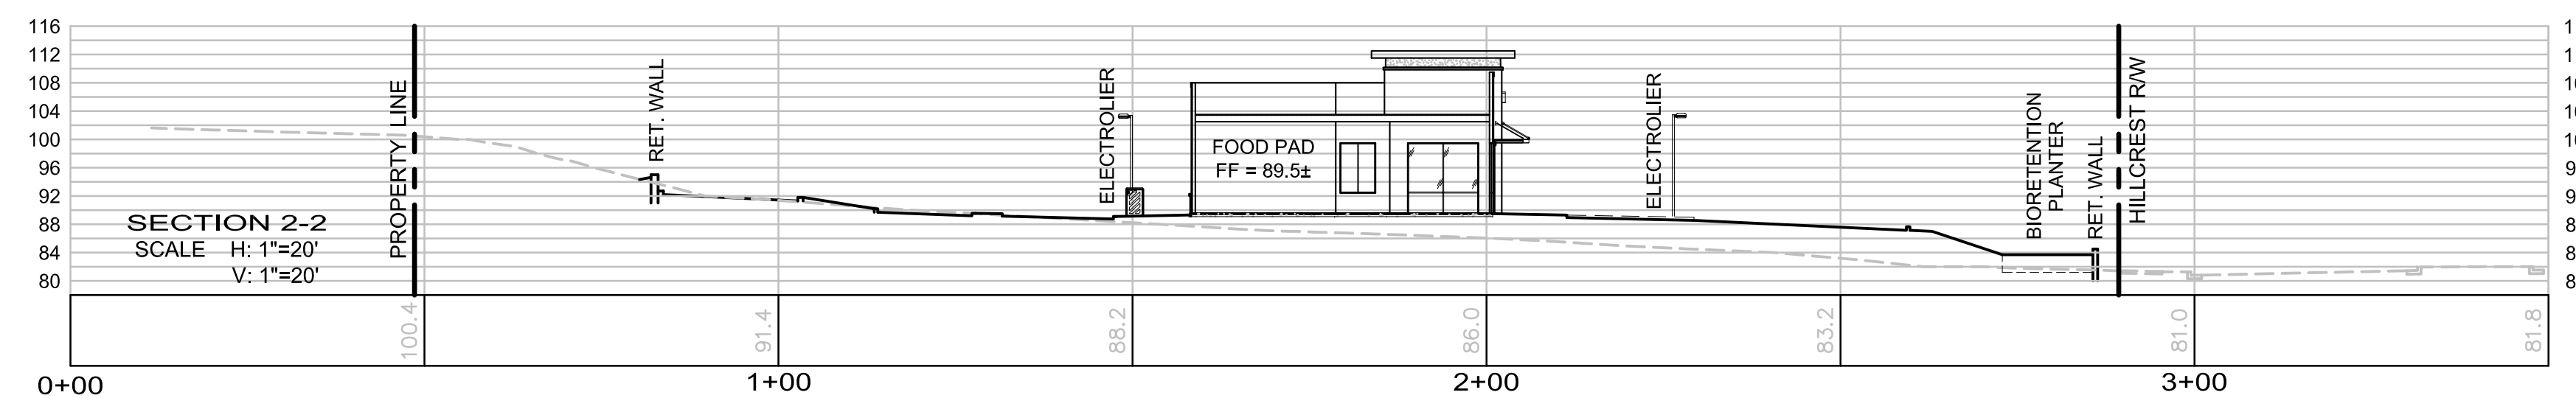 116
112
108
104
100
96
92
88
84
80
SECTION 2-2
SCALE H: 1"=20'
V: 1"=20'
PROPERTY LINE
RET. WALL
ELECTROLIER
FOOD PAD
FF = 89.5±
ELECTROLIER
BIORETENTION
PLANTER
RET. WALL
HILLCREST R/W
100.4
91.4
88.2
86.0
83.2
81.0
81.8
0+00
1+00
2+00
3+00